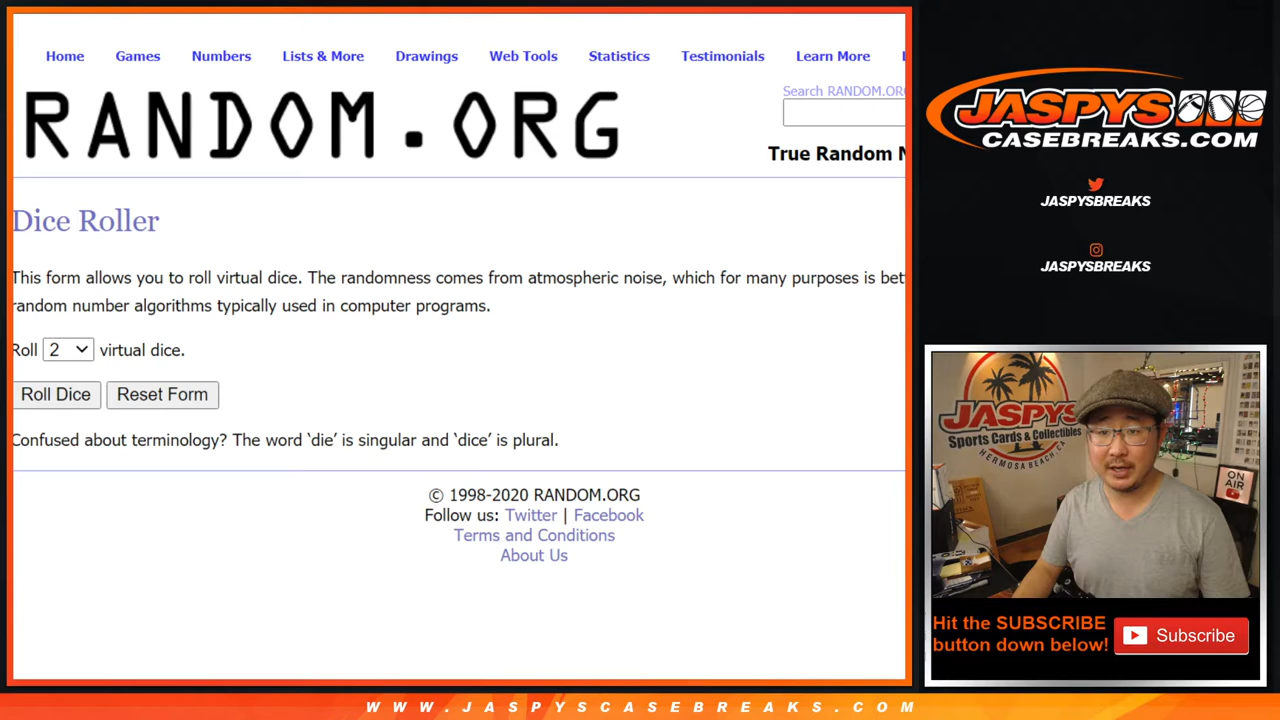 Home Games Numbers Lists & More Drawings Web Tools Statistics Testimonials Learn More
RANDOM.ORG
Search RANDOM.ORG
True Random N
Dice Roller
This form allows you to roll virtual dice. The randomness comes from atmospheric noise, which for many purposes is bet
random number algorithms typically used in computer programs.
Roll 2 virtual dice.
Roll Dice Reset Form
Confused about terminology? The word ‘die’ is singular and ‘dice’ is plural.
© 1998-2020 RANDOM.ORG
Follow us: Twitter | Facebook
Terms and Conditions
About Us
JASPYS
CASEBREAKS.COM
JASPYSBREAKS
JASPYSBREAKS
JASPYS
Sports Cards & Collectibles
HERMOSA BEACH, CA
ON
AIR
Hit the SUBSCRIBE
button down below!
Subscribe
WWW.JASPYSCASEBREAKS.COM